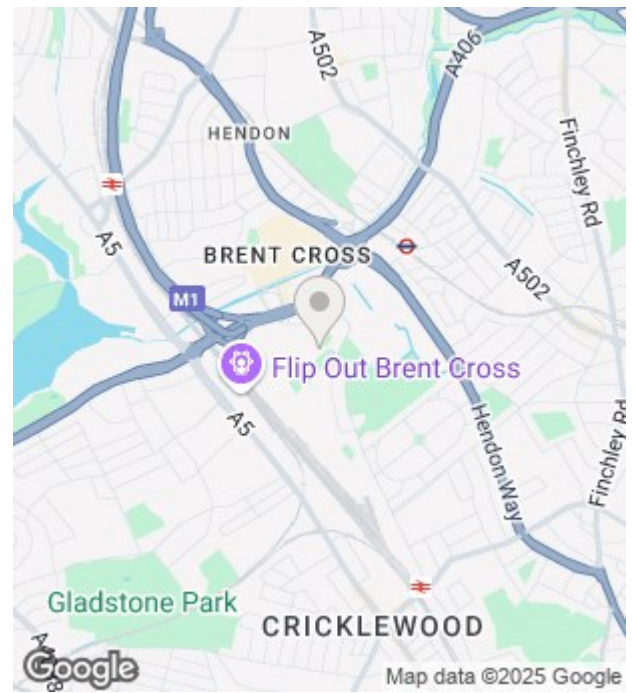 A502
A406
HENDON
Finchley Rd
A5
BRENT CROSS
A502
M1
Flip Out Brent Cross
A5
Hendon Way
Finchley Rd
Gladstone Park
CRICKLEWOOD
Google
Map data ©2025 Google